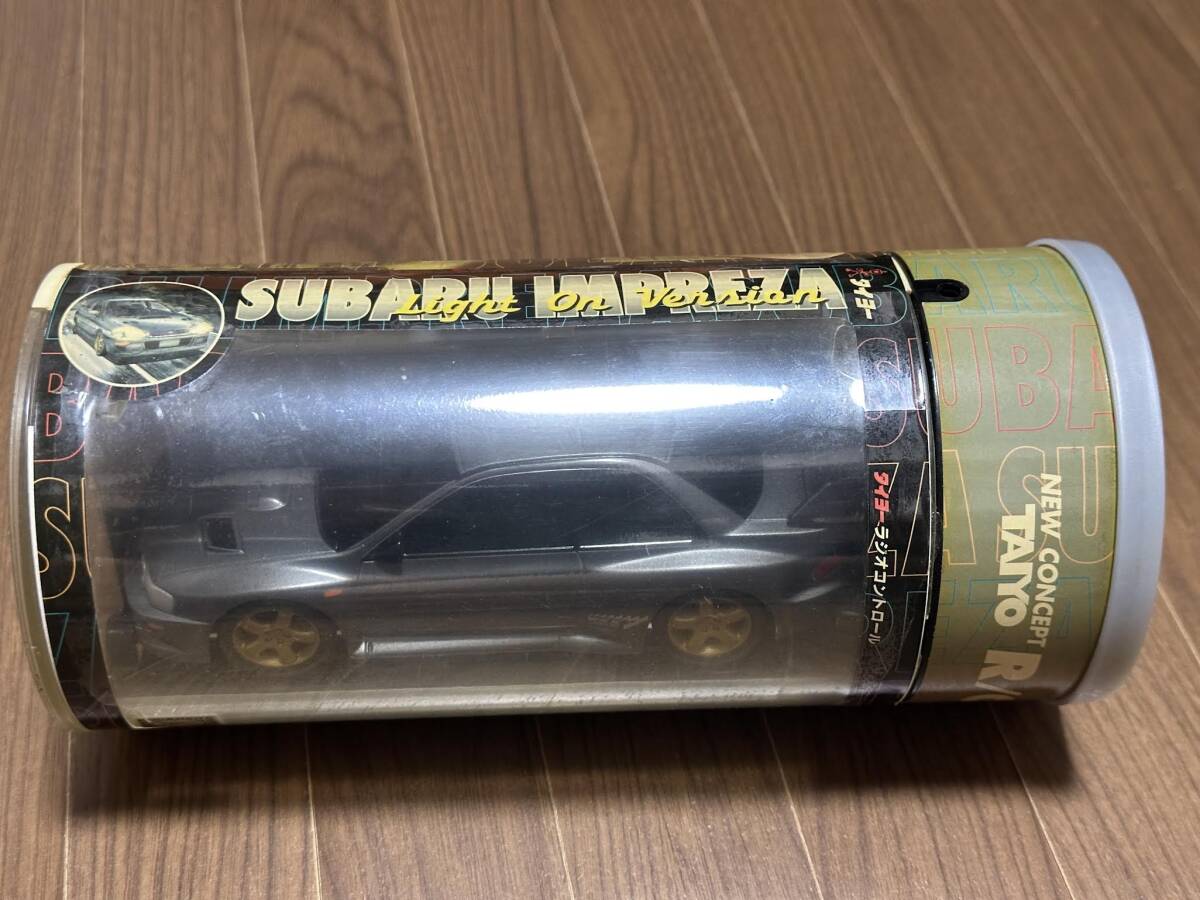 SUBARU IMPREZA
Light On Version
タイヨー
タイヨーラジオコントロール
SUBA
NEW CONCEPT
TAIYO
R/C